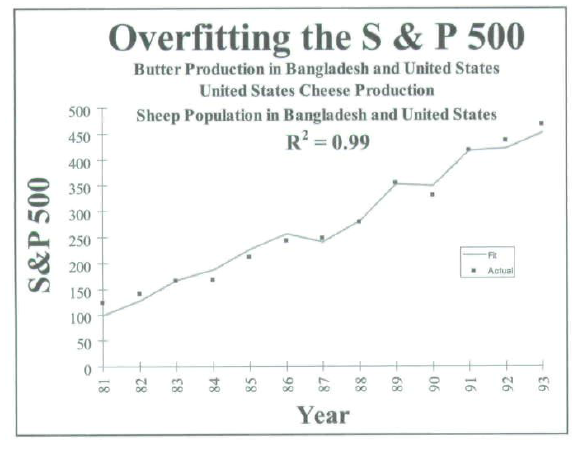 Overfitting the S & P 500
Butter Production in Bangladesh and United States
United States Cheese Production
Sheep Population in Bangladesh and United States
R² = 0.99
500
450
400
350
300
250
200
150
100
50
0
S&P 500
Fit
Actual
81 82 83 84 85 86 87 88 89 90 91 92 93
Year